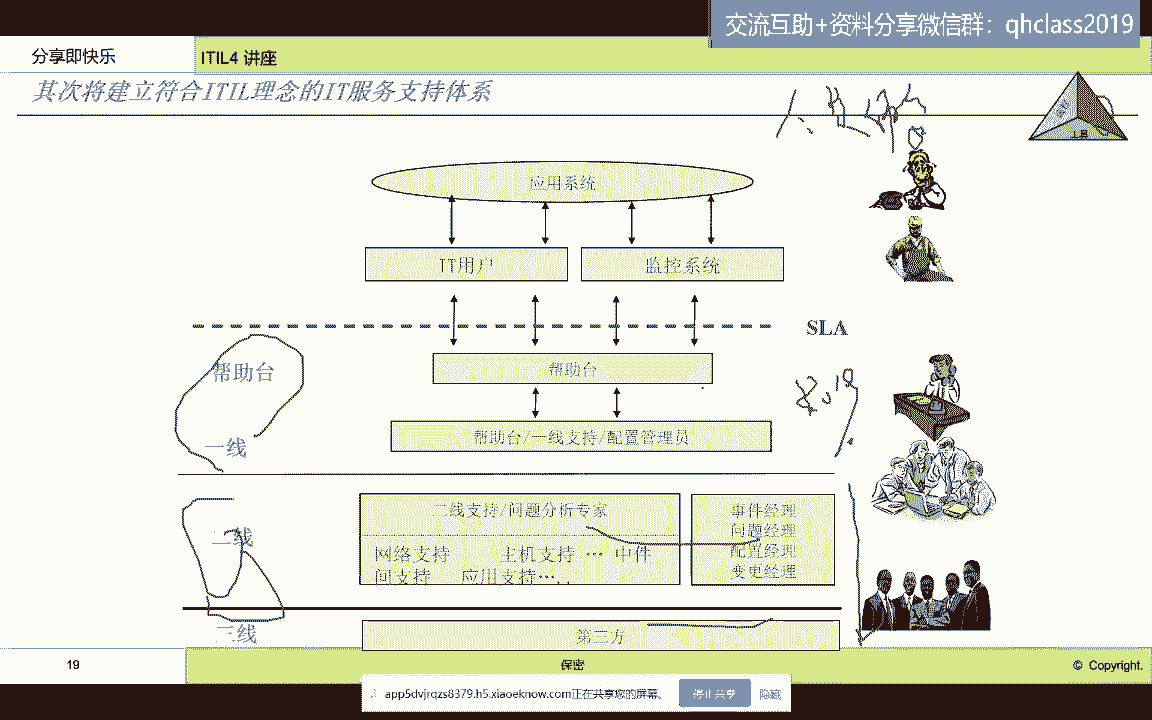 交流互助+资料分享微信群：qhclass2019
分享即快乐
ITIL4 讲座
其次将建立符合ITIL理念的IT服务支持体系
工具
应用系统
IT用户
监控系统
SLA
帮助台
帮助台
帮助台/一线支持/配置管理员
一线
二线支持/问题分析专家
事件经理
问题经理
配置经理
变更经理
二线
网络支持 主机支持 … 中件
间支持 应用支持…..
三线
第三方
19
保密
© Copyright.
app5dvjrqzs8379.h5.xiaoeknow.com正在共享您的屏幕。
停止共享
隐藏